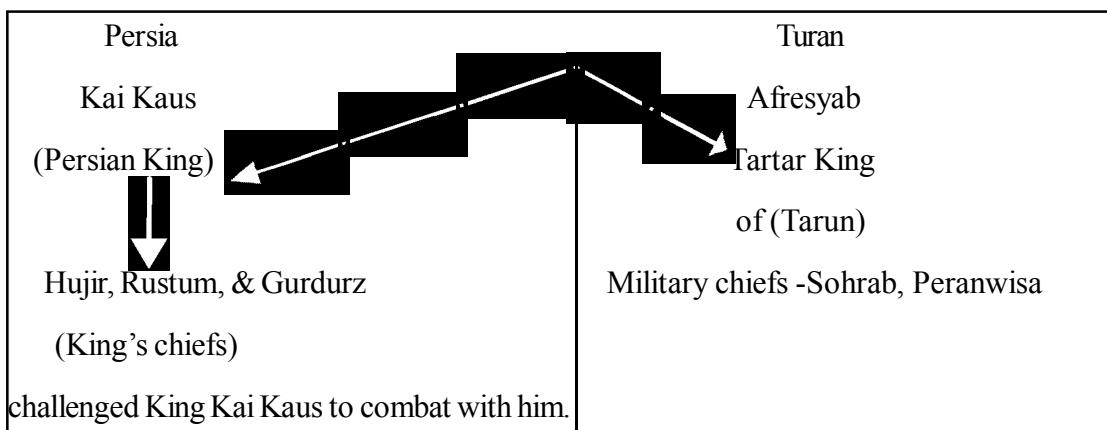 Persia
Kai Kaus
(Persian King)
Hujir, Rustum, & Gurdurz
(King's chiefs)
challenged King Kai Kaus to combat with him.
Turan
Afresyab
Tartar King
of (Tarun)
Military chiefs -Sohrab, Peranwisa